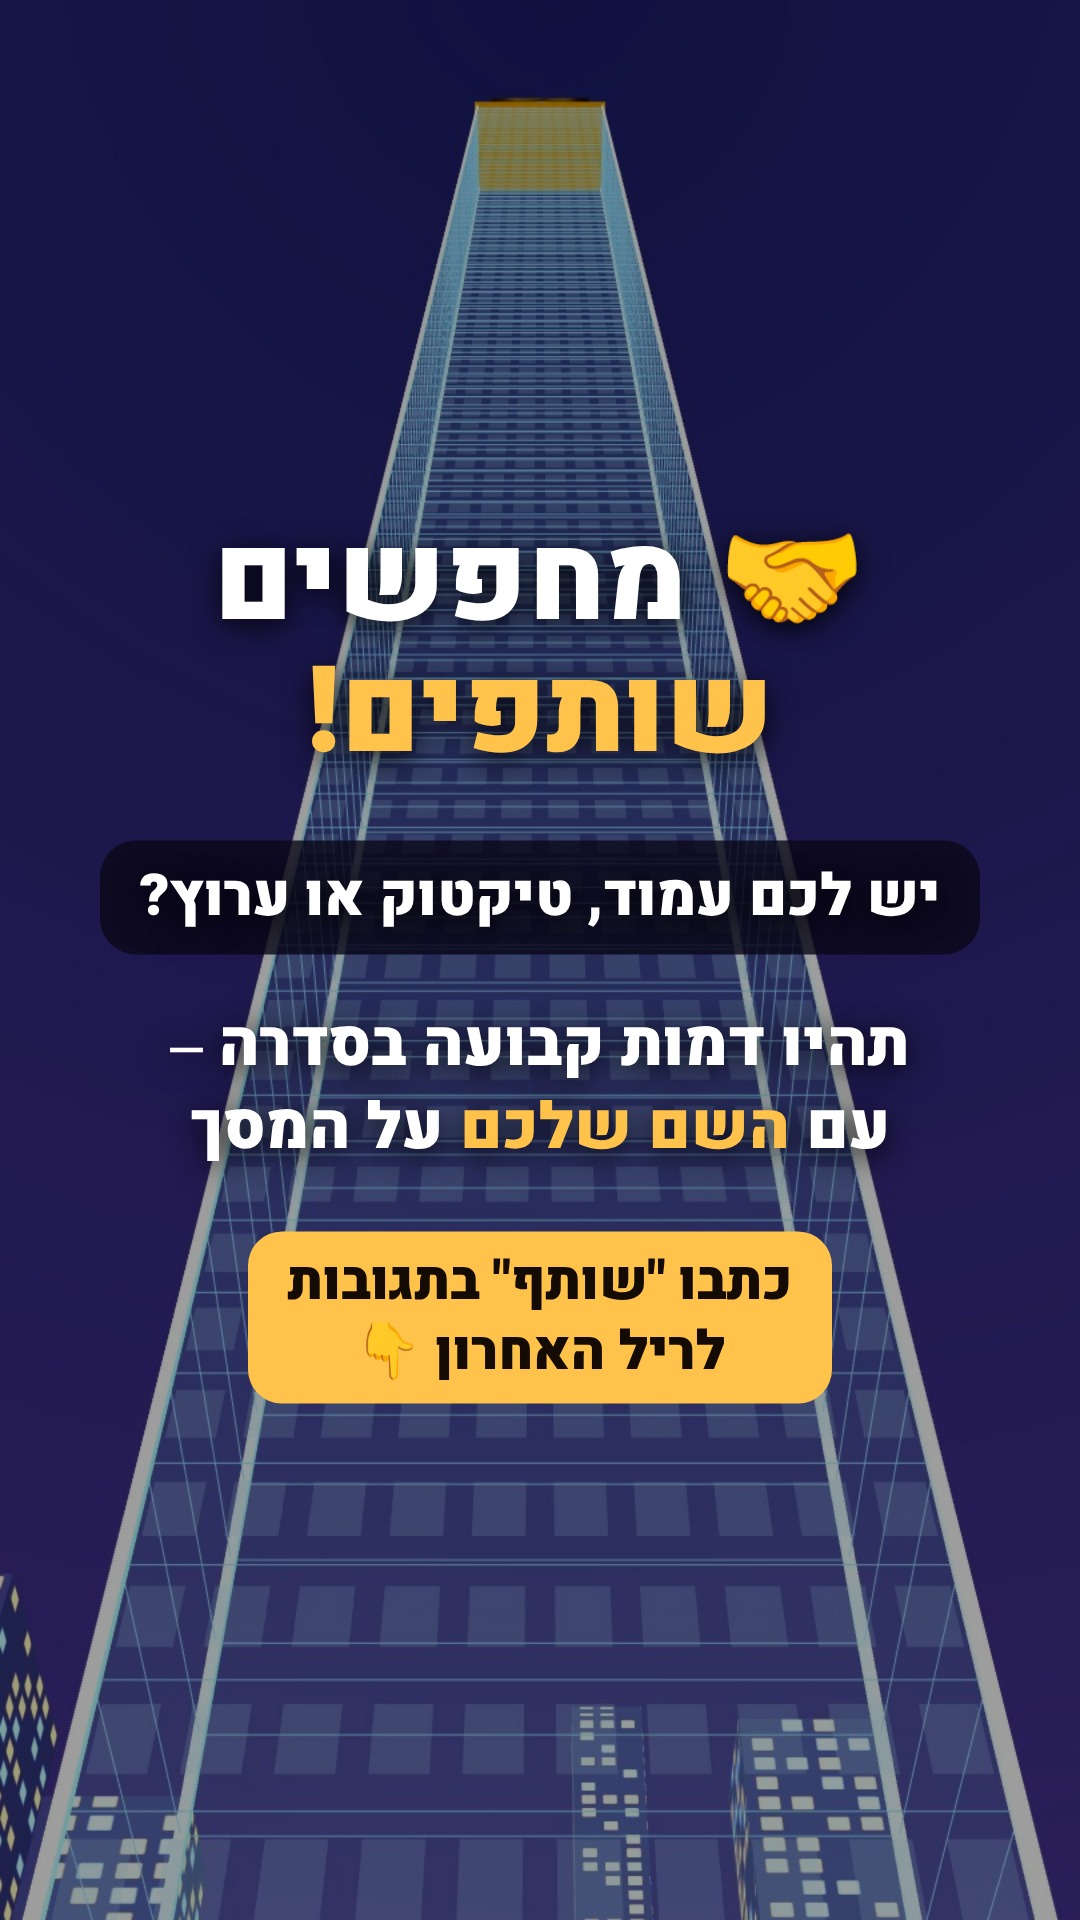 🤝 מחפשים
שותפים!
יש לכם עמוד, טיקטוק או ערוץ?
תהיו דמות קבועה בסדרה –
עם השם שלכם על המסך
כתבו "שותף" בתגובות
לריל האחרון 👇